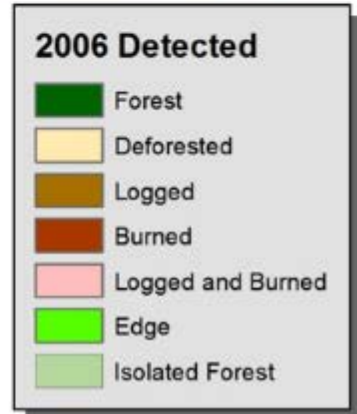 2006 Detected
Forest
Deforested
Logged
Burned
Logged and Burned
Edge
Isolated Forest